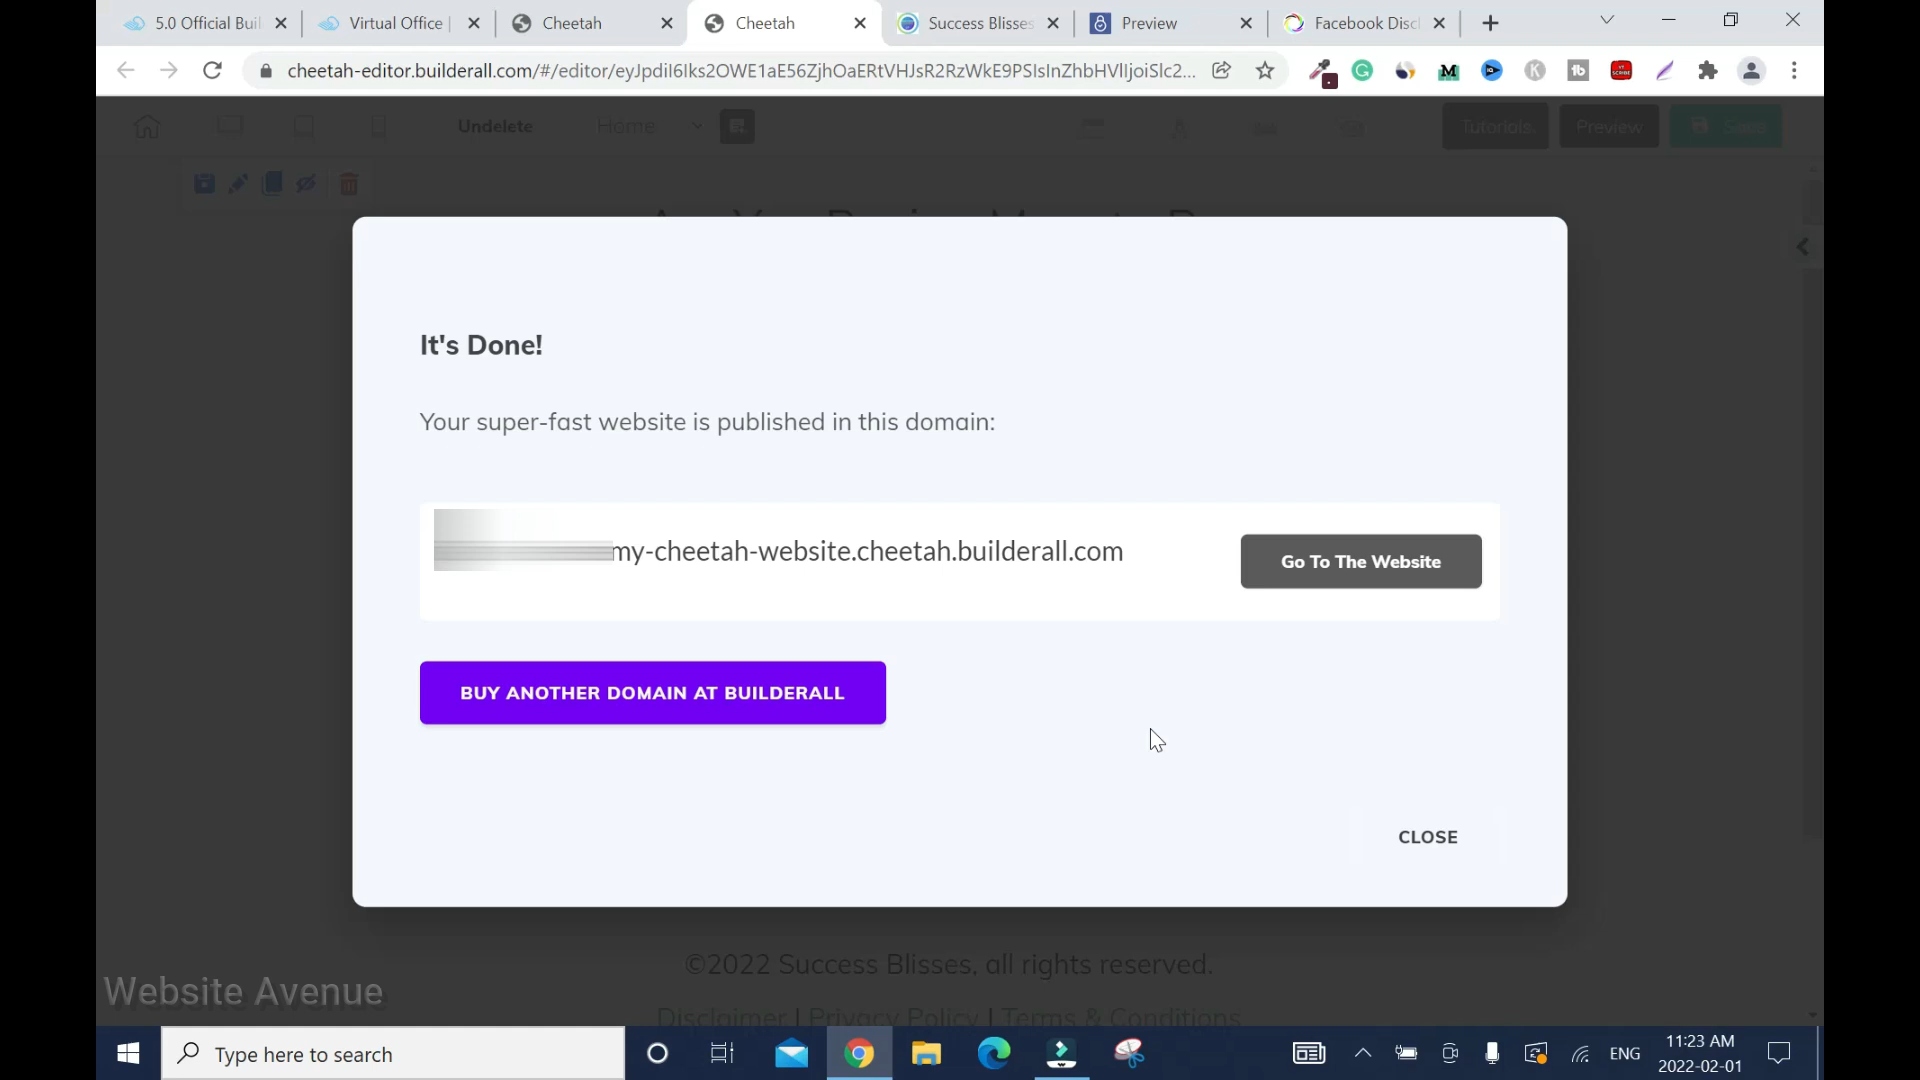 5.0 Official Buil
Virtual Office |
Cheetah
Cheetah
Success Blisses
Preview
Facebook Discl
cheetah-editor.builderall.com/#/editor/eyJpdiI6Iks2OWE1aE56ZjhOaERtVHJsR2RzWkE9PSIsInZhbHVlIjoiSlc2...
Undelete
Home
Tutorials
Preview
Save
It's Done!
Your super-fast website is published in this domain:
my-cheetah-website.cheetah.builderall.com
Go To The Website
BUY ANOTHER DOMAIN AT BUILDERALL
CLOSE
©2022 Success Blisses, all rights reserved.
Disclaimer | Privacy Policy | Terms & Conditions
Website Avenue
Type here to search
ENG
11:23 AM
2022-02-01